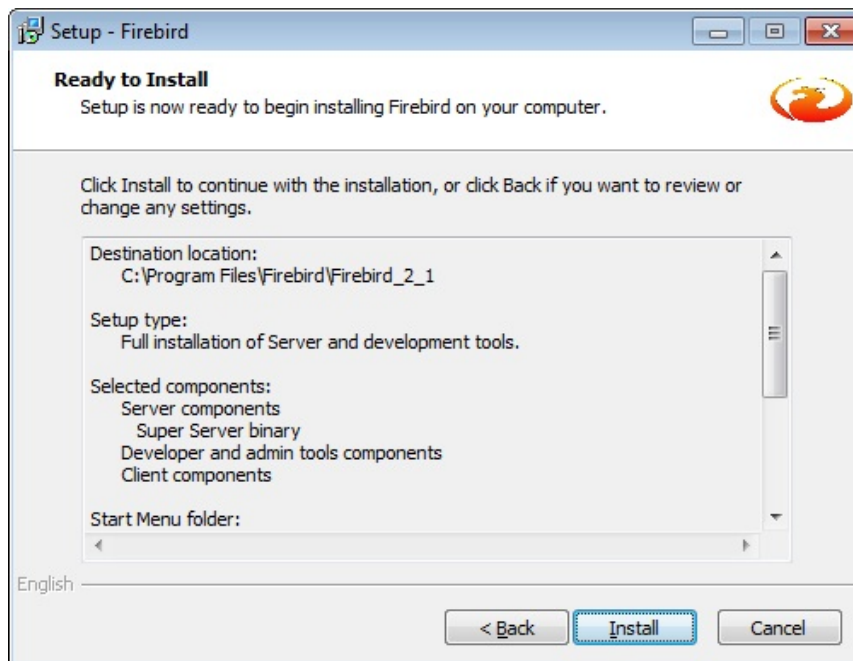 Setup - Firebird
Ready to Install
Setup is now ready to begin installing Firebird on your computer.
Click Install to continue with the installation, or click Back if you want to review or
change any settings.
Destination location:
C:\Program Files\Firebird\Firebird_2_1
Setup type:
Full installation of Server and development tools.
Selected components:
Server components
Super Server binary
Developer and admin tools components
Client components
Start Menu folder:
English
< Back
Install
Cancel